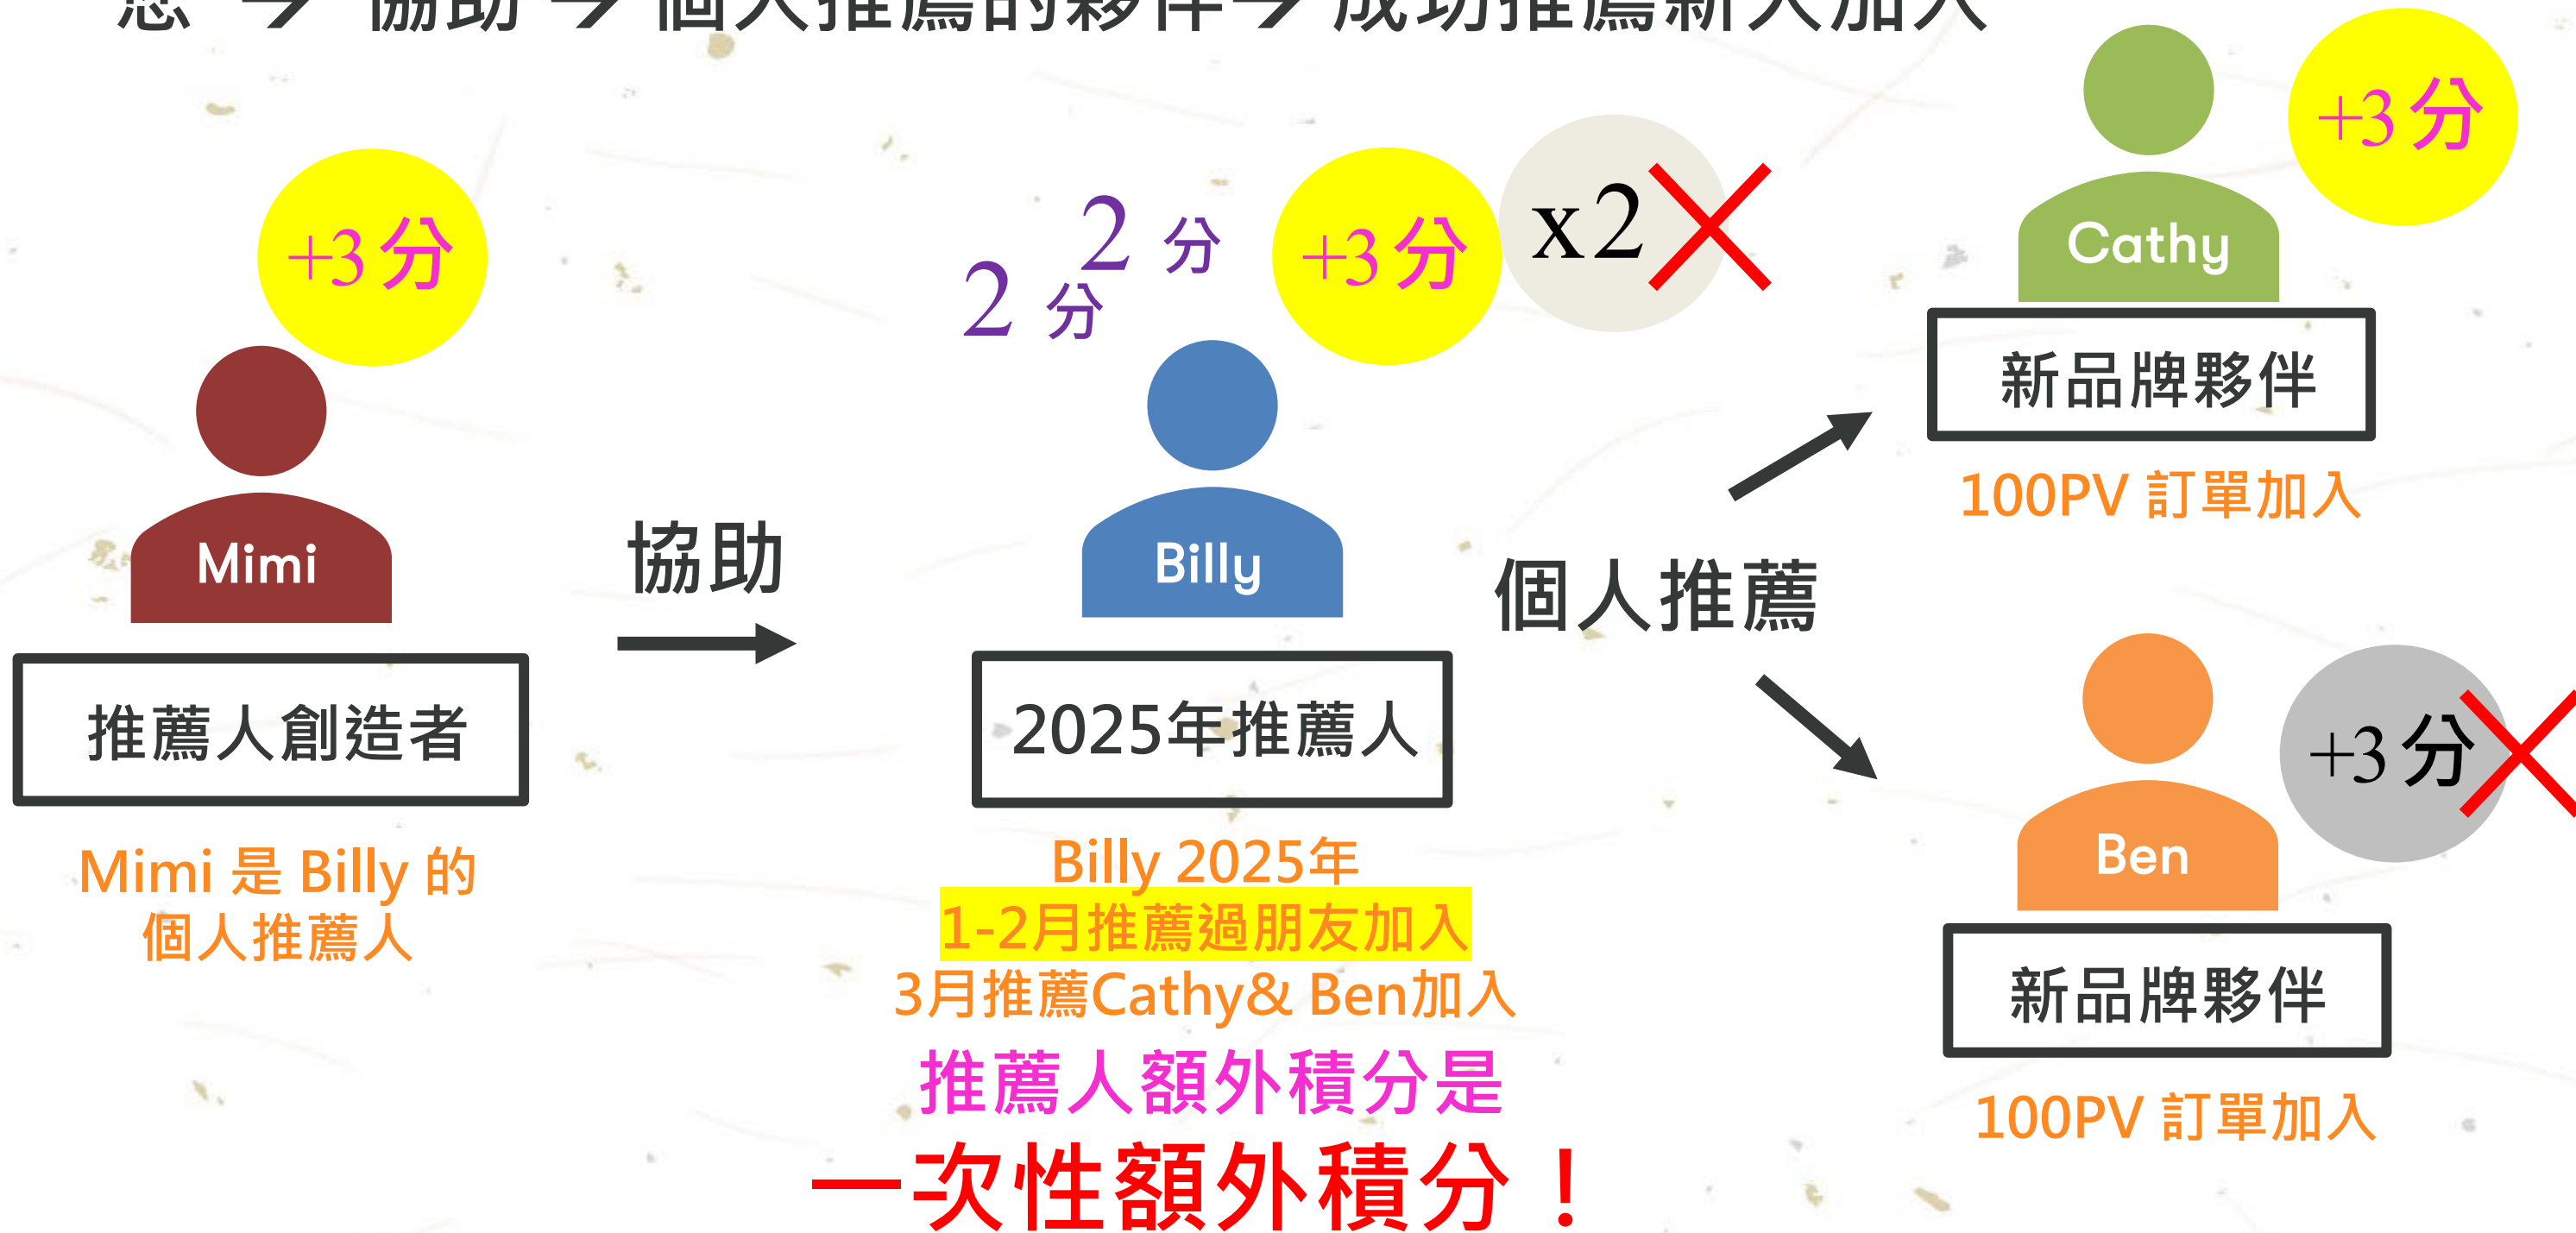 您 → 協助 → 個人推薦的夥伴→ 成功推薦新人加入
+3 分
Mimi
推薦人創造者
Mimi 是 Billy 的
個人推薦人
協助
2 分
2 分
+3 分
x2
Billy
2025年推薦人
Billy 2025年
1-2月推薦過朋友加入
3月推薦Cathy& Ben加入
推薦人額外積分是
一次性額外積分！
個人推薦
+3 分
Cathy
新品牌夥伴
100PV 訂單加入
+3 分
Ben
新品牌夥伴
100PV 訂單加入